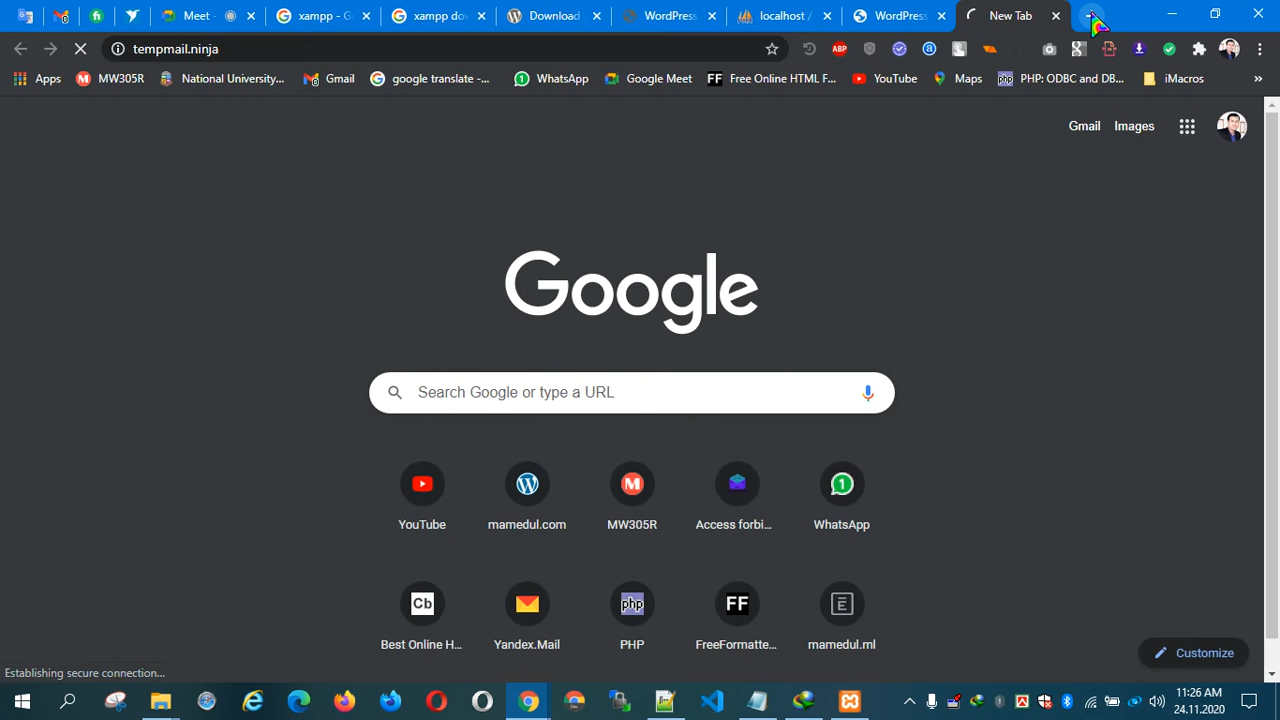 Meet -
xampp - G
xampp do
Download
WordPress
localhost /
WordPress
New Tab
tempmail.ninja
ABP
Apps
MW305R
National University...
Gmail
google translate -...
WhatsApp
Google Meet
FF
Free Online HTML F...
YouTube
Maps
php
PHP: ODBC and DB...
iMacros
»
Gmail
Images
Google
Search Google or type a URL
YouTube
mamedul.com
MW305R
Access forbi...
WhatsApp
Cb
php
FF
Best Online H...
Yandex.Mail
PHP
FreeFormatte...
mamedul.ml
Customize
Establishing secure connection...
11:26 AM
24.11.2020